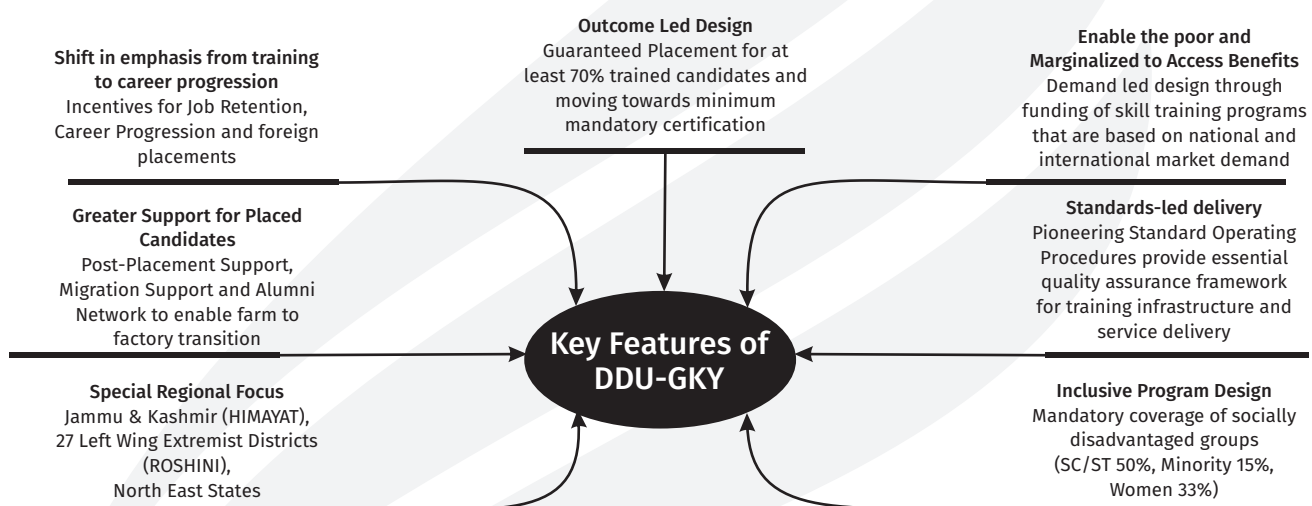 Outcome Led Design
Guaranteed Placement for at
least 70% trained candidates and
moving towards minimum
mandatory certification
Shift in emphasis from training
to career progression
Incentives for Job Retention,
Career Progression and foreign
placements
Enable the poor and
Marginalized to Access Benefits
Demand led design through
funding of skill training programs
that are based on national and
international market demand
Greater Support for Placed
Candidates
Post-Placement Support,
Migration Support and Alumni
Network to enable farm to
factory transition
Standards-led delivery
Pioneering Standard Operating
Procedures provide essential
quality assurance framework
for training infrastructure and
service delivery
Key Features of
DDU-GKY
Special Regional Focus
Jammu & Kashmir (HIMAYAT),
27 Left Wing Extremist Districts
(ROSHINI),
North East States
Inclusive Program Design
Mandatory coverage of socially
disadvantaged groups
(SC/ST 50%, Minority 15%,
Women 33%)